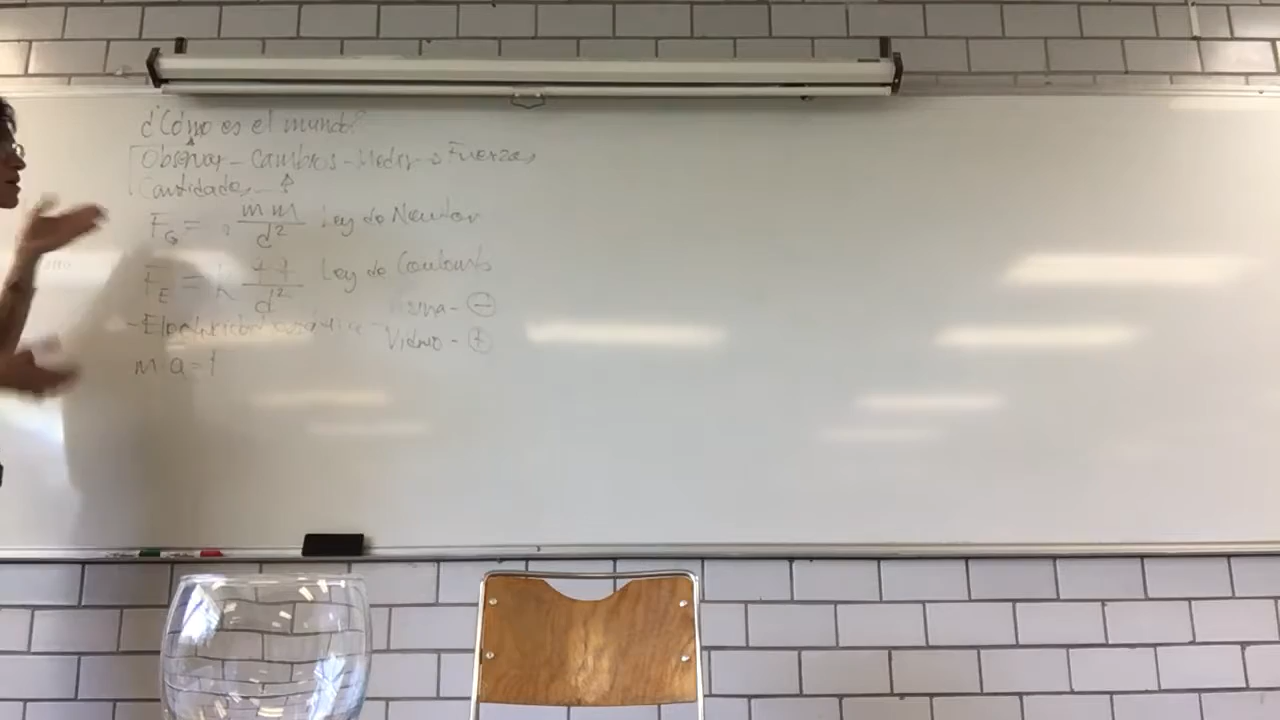 ¿Cómo es el mundo?
Observar - Cambios - Medir → Fuerzas
Cantidades -
F_G = m m / d² Ley de Newton
F_E = k q q / d² Ley de Coulomb
- ⊖
- Electricidad estática - Vidrio - ⊕
m a = f